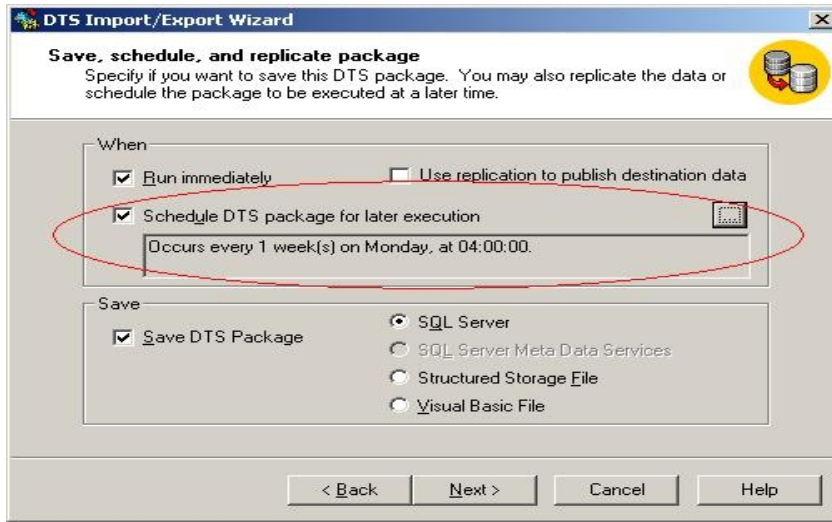 DTS Import/Export Wizard
Save, schedule, and replicate package
Specify if you want to save this DTS package. You may also replicate the data or
schedule the package to be executed at a later time.
When
Run immediately
Use replication to publish destination data
Schedule DTS package for later execution
...
Occurs every 1 week(s) on Monday, at 04:00:00.
Save
Save DTS Package
SQL Server
SQL Server Meta Data Services
Structured Storage File
Visual Basic File
< Back
Next >
Cancel
Help